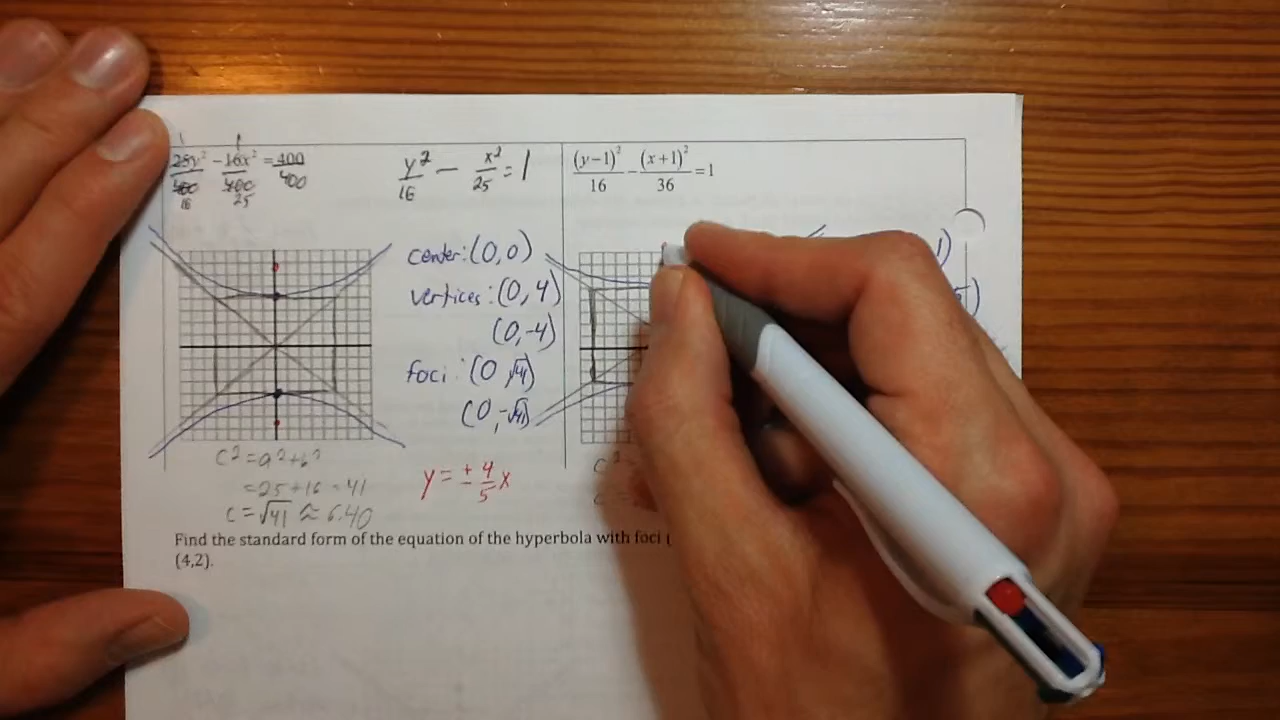 25y² - 16x² = 400
400 400 400
16 25
y²/16 - x²/25 = 1
center: (0,0)
vertices: (0, 4)
(0,-4)
foci: (0, √41)
(0, -√41)
c² = a² + b²
= 25 + 16 = 41
c = √41 ≈ 6.40
y = ± 4/5 x
(y−1)²/16 − (x+1)²/36 = 1
1)
c² =
c =
Find the standard form of the equation of the hyperbola with foci (
(4,2).